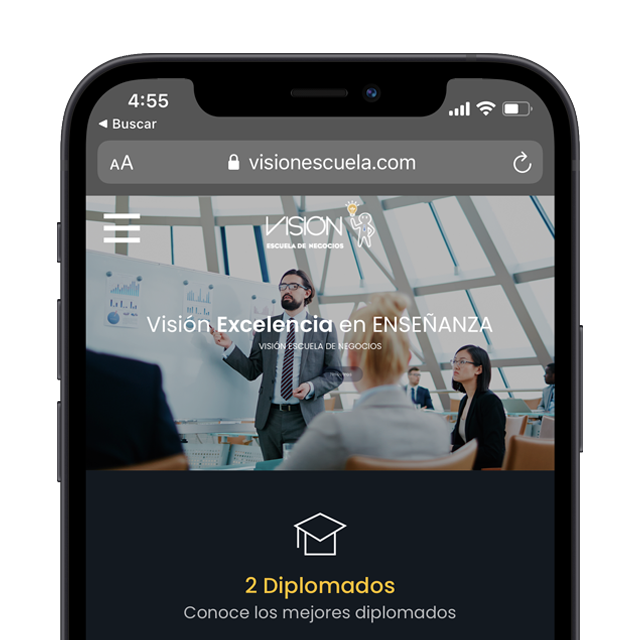 4:55
◀ Buscar
AA
visionescuela.com
VISION
ESCUELA DE NEGOCIOS
Visión Excelencia en ENSEÑANZA
VISIÓN ESCUELA DE NEGOCIOS
2 Diplomados
Conoce los mejores diplomados